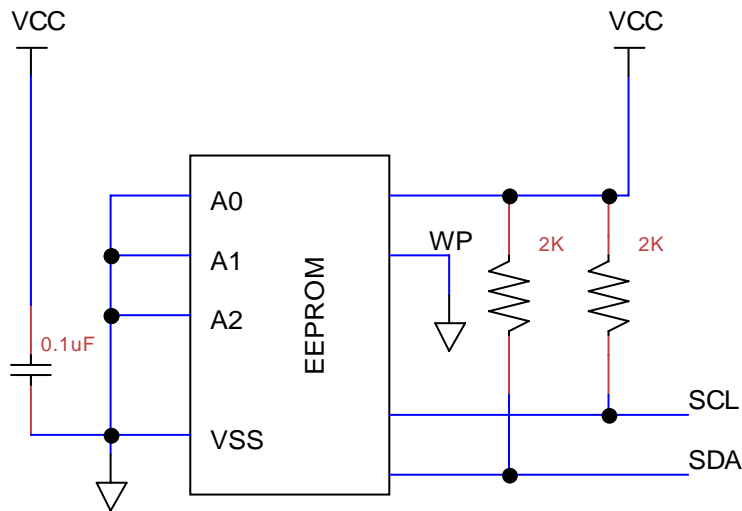 VCC
VCC
A0
WP
2K
2K
A1
A2
EEPROM
0.1uF
SCL
VSS
SDA